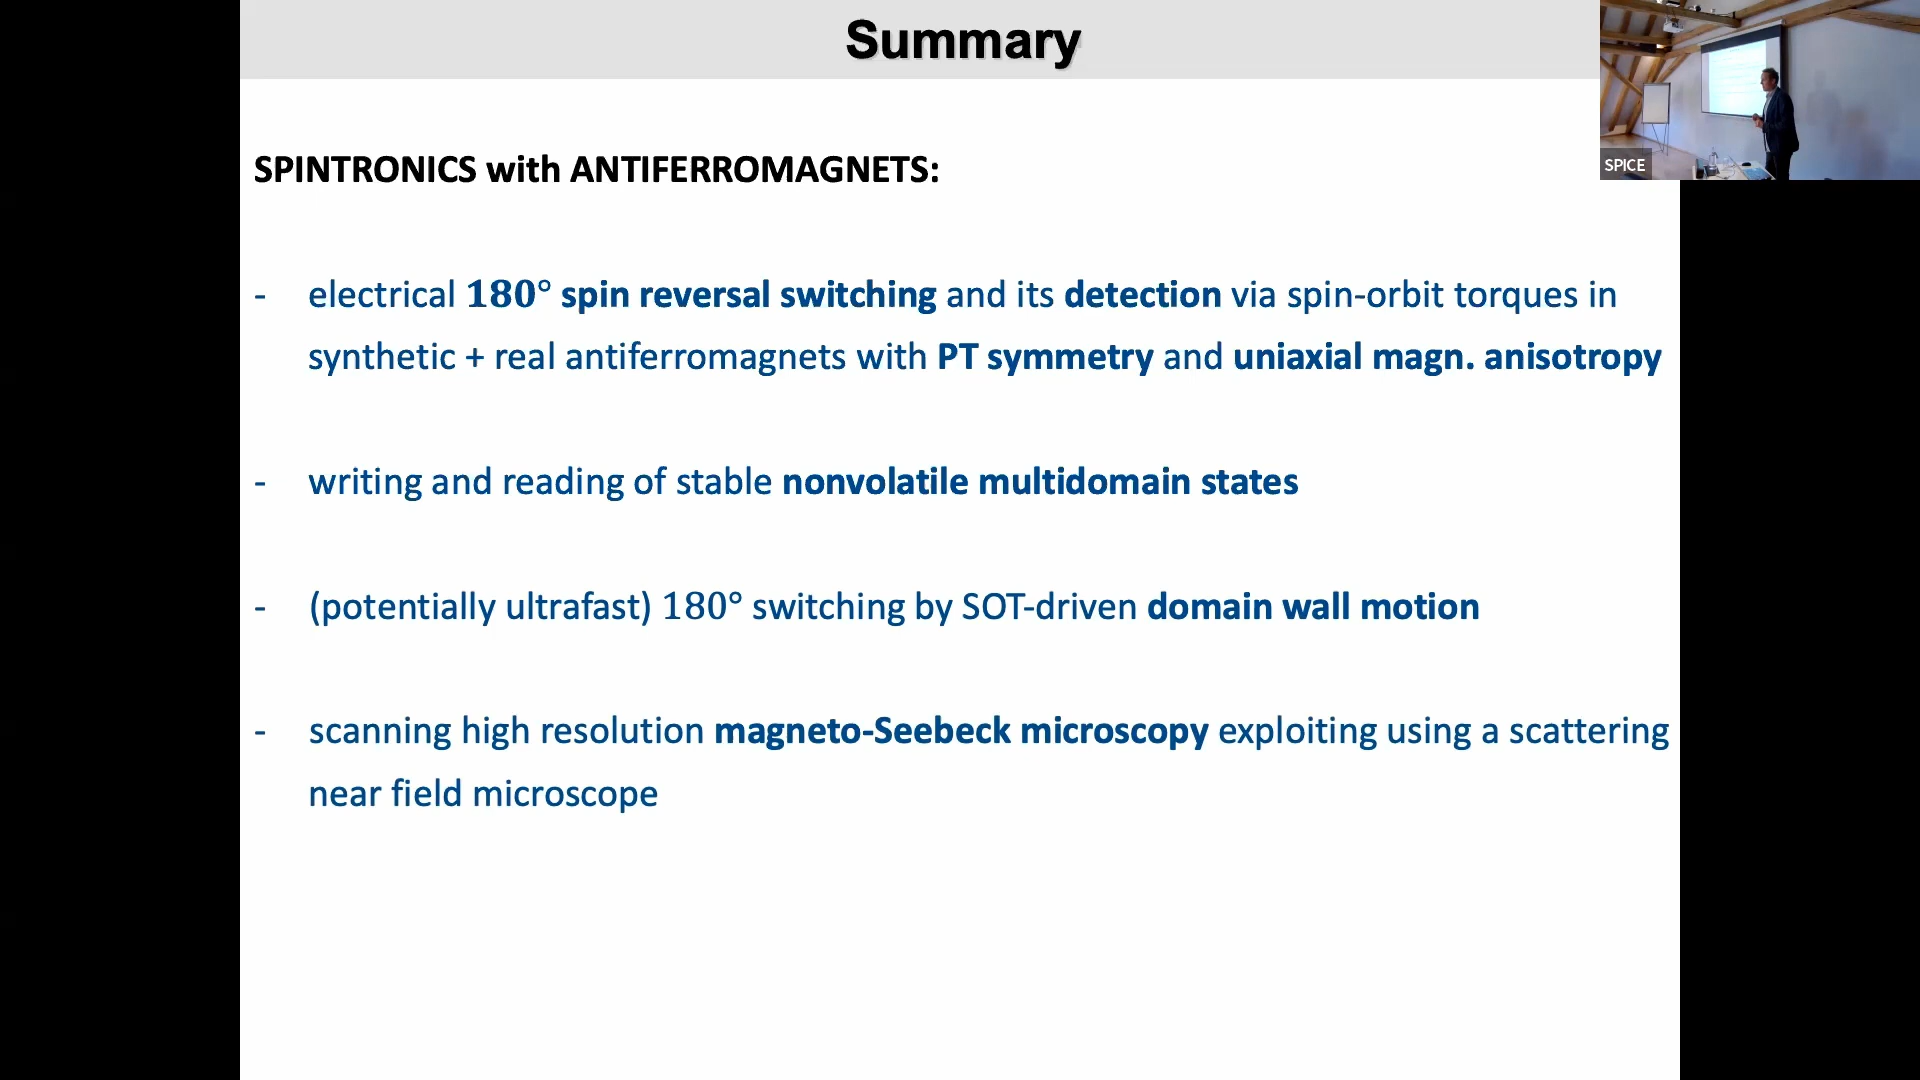 Summary
SPICE
SPINTRONICS with ANTIFERROMAGNETS:
- electrical 180° spin reversal switching and its detection via spin-orbit torques in
synthetic + real antiferromagnets with PT symmetry and uniaxial magn. anisotropy
- writing and reading of stable nonvolatile multidomain states
- (potentially ultrafast) 180° switching by SOT-driven domain wall motion
- scanning high resolution magneto-Seebeck microscopy exploiting using a scattering
near field microscope